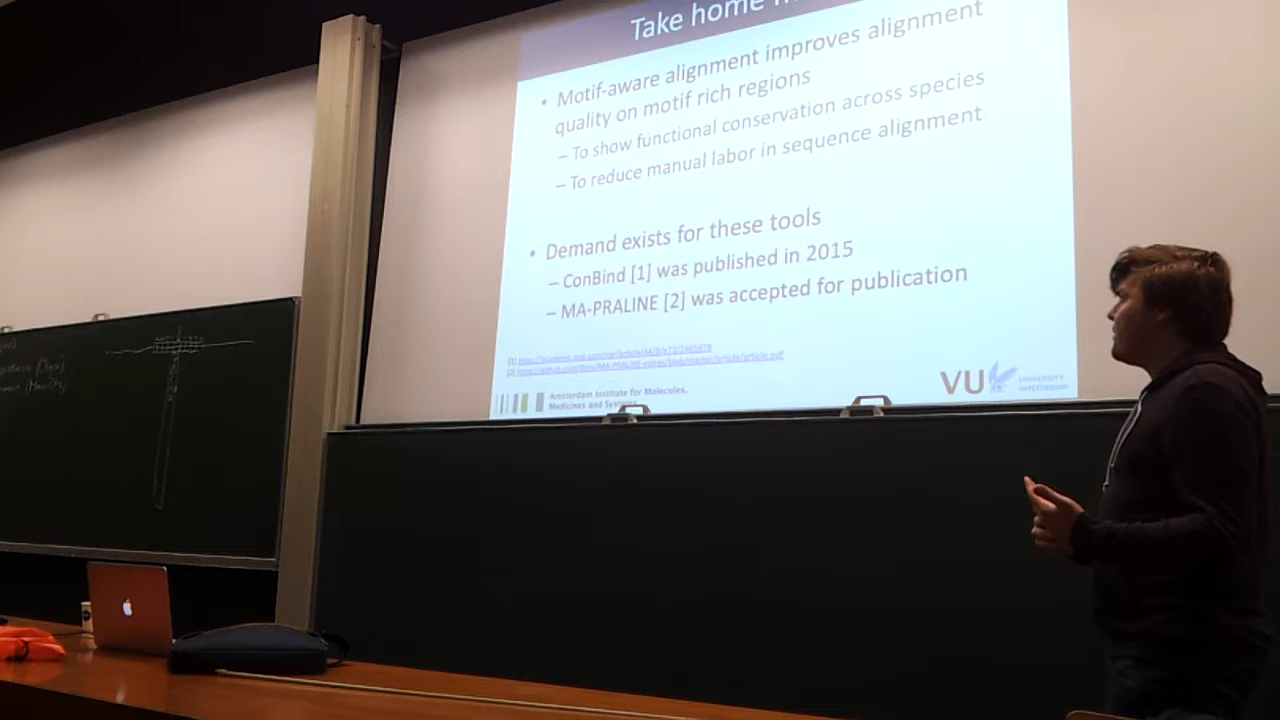 Take home
• Motif-aware alignment improves alignment
quality on motif rich regions
– To show functional conservation across species
– To reduce manual labor in sequence alignment
• Demand exists for these tools
– ConBind [1] was published in 2015
– MA-PRALINE [2] was accepted for publication
[1]
[2]
Amsterdam Institute for Molecules,
Medicines and Systems
VU
UNIVERSITY
AMSTERDAM